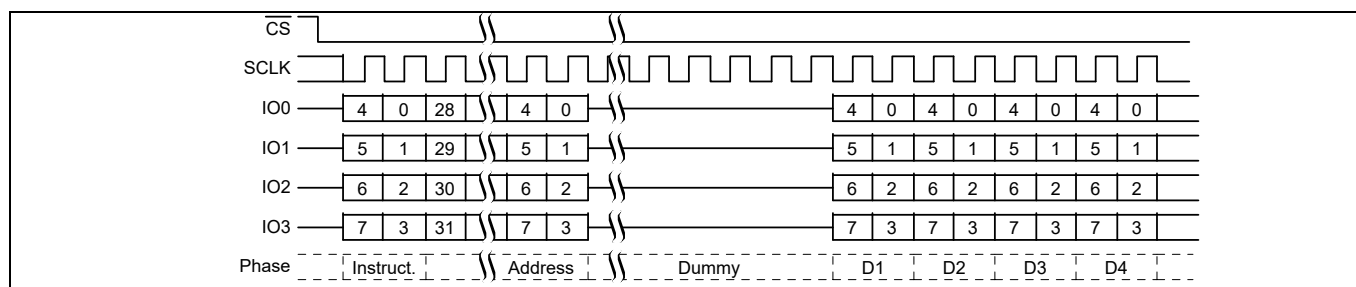 CS
SCLK
IO0 4 0 28 4 0 4 0 4 0 4 0 4 0
IO1 5 1 29 5 1 5 1 5 1 5 1 5 1
IO2 6 2 30 6 2 6 2 6 2 6 2 6 2
IO3 7 3 31 7 3 7 3 7 3 7 3 7 3
Phase Instruct. Address Dummy D1 D2 D3 D4